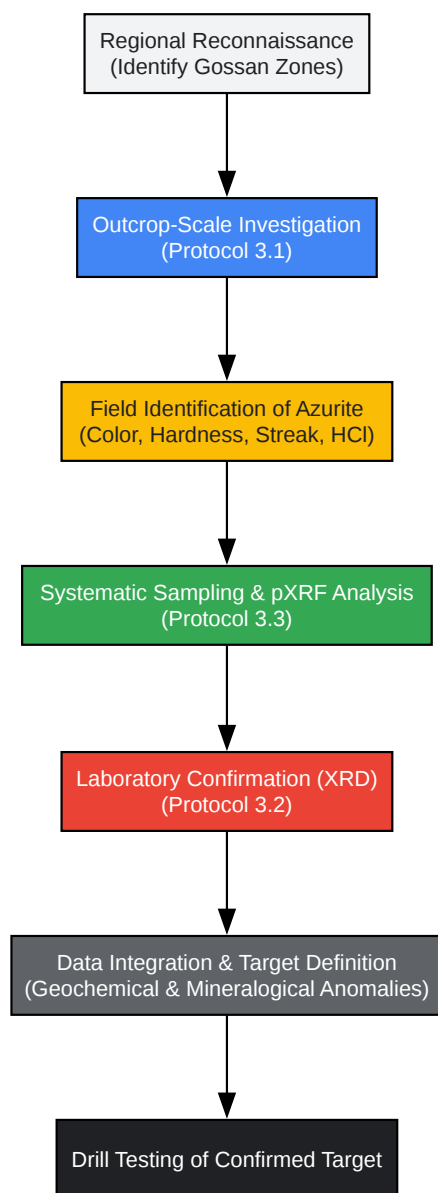 Regional Reconnaissance
(Identify Gossan Zones)
Outcrop-Scale Investigation
(Protocol 3.1)
Field Identification of Azurite
(Color, Hardness, Streak, HCl)
Systematic Sampling & pXRF Analysis
(Protocol 3.3)
Laboratory Confirmation (XRD)
(Protocol 3.2)
Data Integration & Target Definition
(Geochemical & Mineralogical Anomalies)
Drill Testing of Confirmed Target